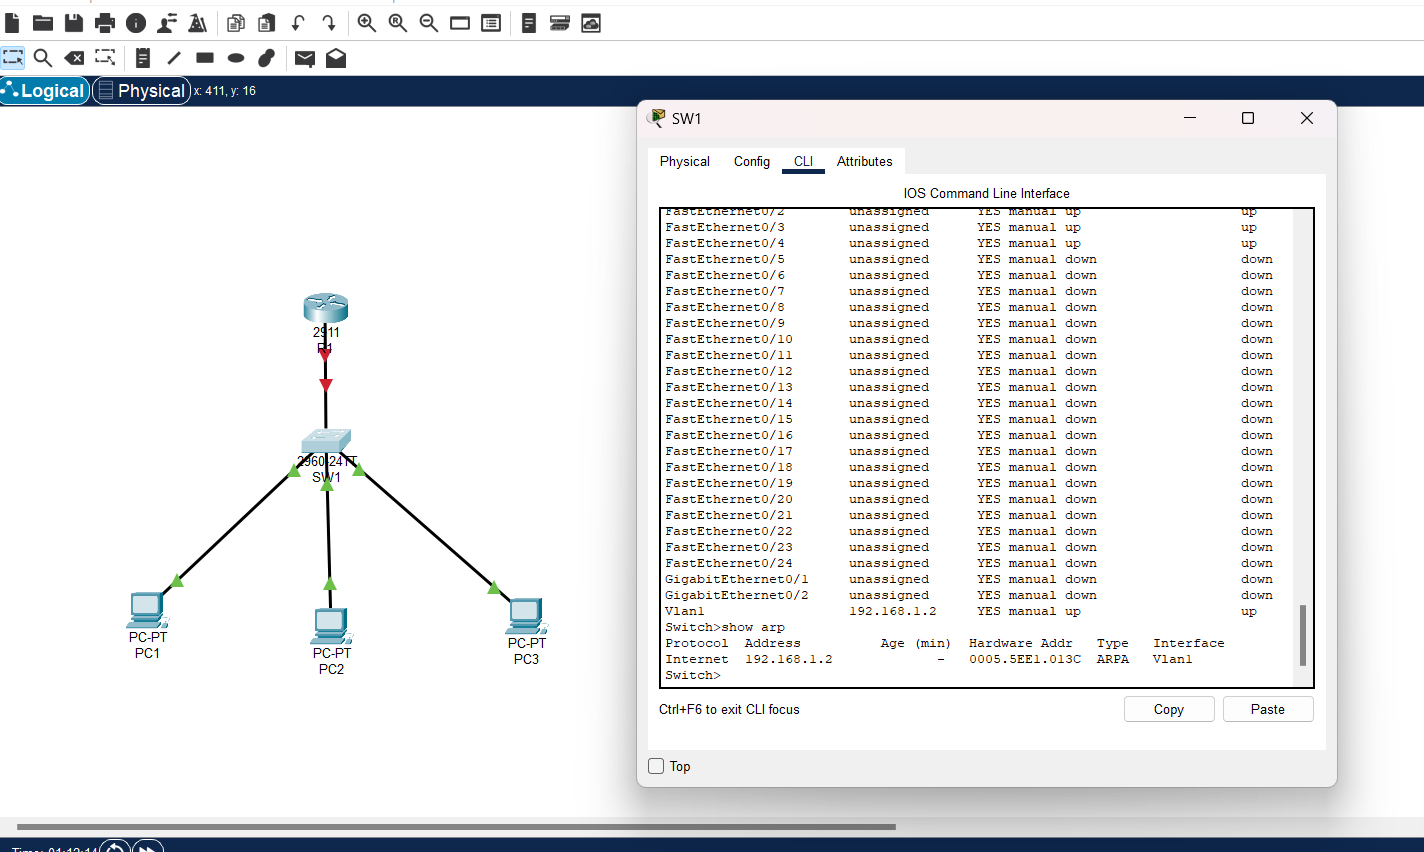 Logical Physical x: 411, y: 16
SW1
Physical Config CLI Attributes
IOS Command Line Interface
FastEthernet0/2 unassigned YES manual up up
FastEthernet0/3 unassigned YES manual up up
FastEthernet0/4 unassigned YES manual up up
FastEthernet0/5 unassigned YES manual down down
FastEthernet0/6 unassigned YES manual down down
FastEthernet0/7 unassigned YES manual down down
FastEthernet0/8 unassigned YES manual down down
FastEthernet0/9 unassigned YES manual down down
FastEthernet0/10 unassigned YES manual down down
FastEthernet0/11 unassigned YES manual down down
FastEthernet0/12 unassigned YES manual down down
FastEthernet0/13 unassigned YES manual down down
FastEthernet0/14 unassigned YES manual down down
FastEthernet0/15 unassigned YES manual down down
FastEthernet0/16 unassigned YES manual down down
FastEthernet0/17 unassigned YES manual down down
FastEthernet0/18 unassigned YES manual down down
FastEthernet0/19 unassigned YES manual down down
FastEthernet0/20 unassigned YES manual down down
FastEthernet0/21 unassigned YES manual down down
FastEthernet0/22 unassigned YES manual down down
FastEthernet0/23 unassigned YES manual down down
FastEthernet0/24 unassigned YES manual down down
GigabitEthernet0/1 unassigned YES manual down down
GigabitEthernet0/2 unassigned YES manual down down
Vlan1 192.168.1.2 YES manual up up
Switch>show arp
Protocol Address Age (min) Hardware Addr Type Interface
Internet 192.168.1.2 - 0005.5EE1.013C ARPA Vlan1
Switch>
Ctrl+F6 to exit CLI focus
Copy
Paste
Top
2911
R1
2960-24TT
SW1
PC-PT
PC1
PC-PT
PC2
PC-PT
PC3
Time: 01:12:14